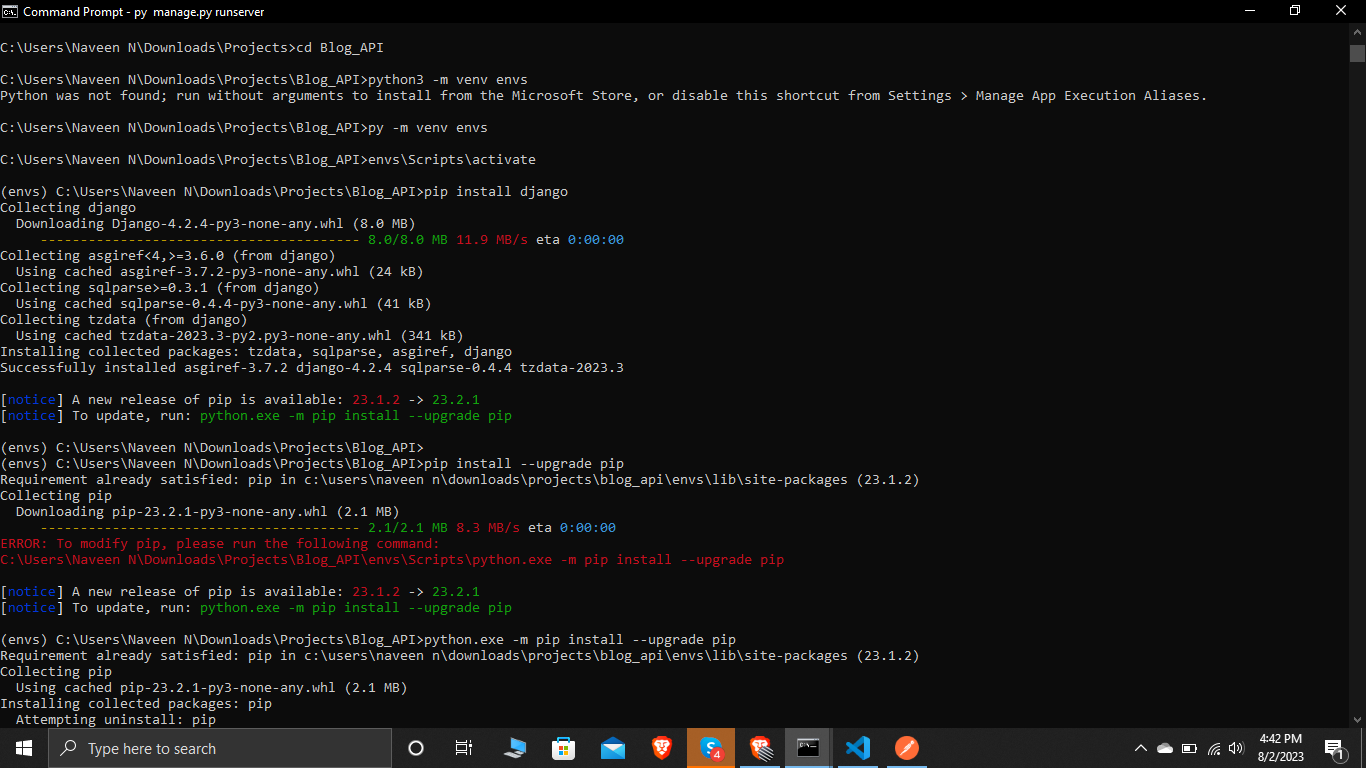 Command Prompt - py  manage.py runserver
C:\Users\Naveen N\Downloads\Projects>cd Blog_API
C:\Users\Naveen N\Downloads\Projects\Blog_API>python3 -m venv envs
Python was not found; run without arguments to install from the Microsoft Store, or disable this shortcut from Settings > Manage App Execution Aliases.
C:\Users\Naveen N\Downloads\Projects\Blog_API>py -m venv envs
C:\Users\Naveen N\Downloads\Projects\Blog_API>envs\Scripts\activate
(envs) C:\Users\Naveen N\Downloads\Projects\Blog_API>pip install django
Collecting django
  Downloading Django-4.2.4-py3-none-any.whl (8.0 MB)
     ---------------------------------------- 8.0/8.0 MB 11.9 MB/s eta 0:00:00
Collecting asgiref<4,>=3.6.0 (from django)
  Using cached asgiref-3.7.2-py3-none-any.whl (24 kB)
Collecting sqlparse>=0.3.1 (from django)
  Using cached sqlparse-0.4.4-py3-none-any.whl (41 kB)
Collecting tzdata (from django)
  Using cached tzdata-2023.3-py2.py3-none-any.whl (341 kB)
Installing collected packages: tzdata, sqlparse, asgiref, django
Successfully installed asgiref-3.7.2 django-4.2.4 sqlparse-0.4.4 tzdata-2023.3
[notice] A new release of pip is available: 23.1.2 -> 23.2.1
[notice] To update, run: python.exe -m pip install --upgrade pip
(envs) C:\Users\Naveen N\Downloads\Projects\Blog_API>
(envs) C:\Users\Naveen N\Downloads\Projects\Blog_API>pip install --upgrade pip
Requirement already satisfied: pip in c:\users\naveen n\downloads\projects\blog_api\envs\lib\site-packages (23.1.2)
Collecting pip
  Downloading pip-23.2.1-py3-none-any.whl (2.1 MB)
     ---------------------------------------- 2.1/2.1 MB 8.3 MB/s eta 0:00:00
ERROR: To modify pip, please run the following command:
C:\Users\Naveen N\Downloads\Projects\Blog_API\envs\Scripts\python.exe -m pip install --upgrade pip
[notice] A new release of pip is available: 23.1.2 -> 23.2.1
[notice] To update, run: python.exe -m pip install --upgrade pip
(envs) C:\Users\Naveen N\Downloads\Projects\Blog_API>python.exe -m pip install --upgrade pip
Requirement already satisfied: pip in c:\users\naveen n\downloads\projects\blog_api\envs\lib\site-packages (23.1.2)
Collecting pip
  Using cached pip-23.2.1-py3-none-any.whl (2.1 MB)
Installing collected packages: pip
  Attempting uninstall: pip
Type here to search
4
4:42 PM
8/2/2023
1